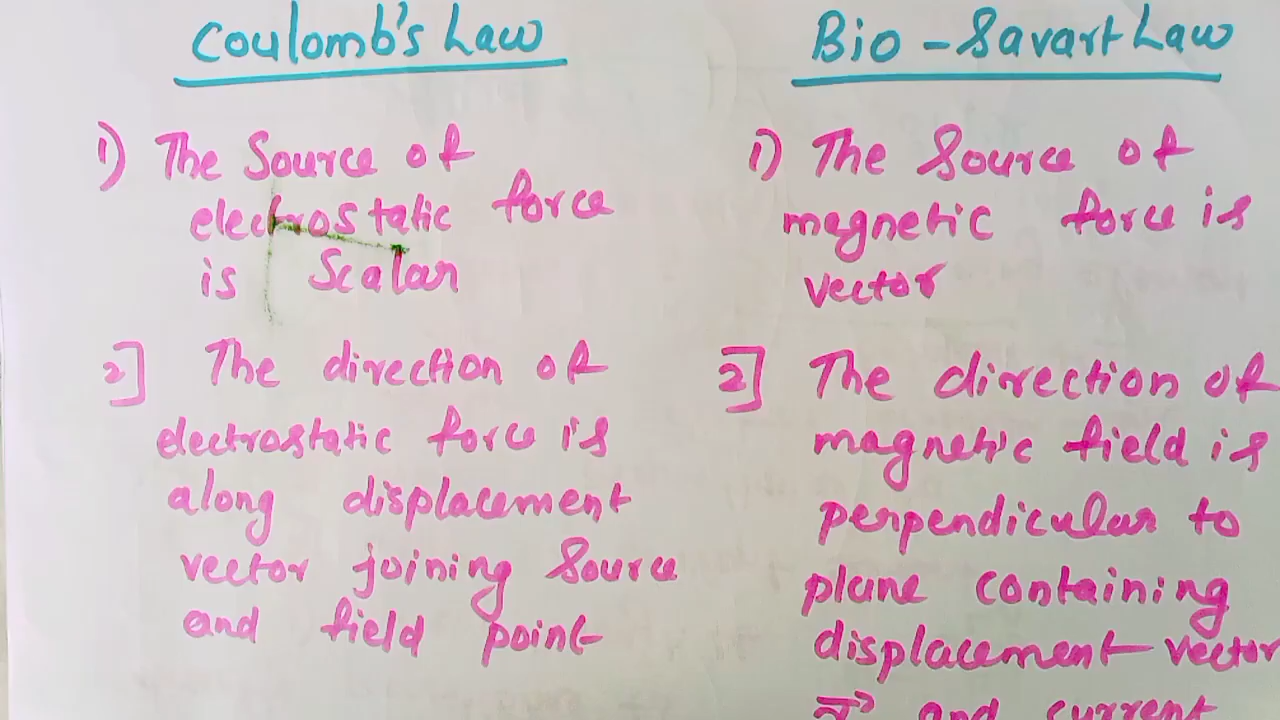 Coulomb's Law
1) The Source of
electrostatic force
is Scalar
2] The direction of
electrostatic force is
along displacement
vector joining Source
and field point
Bio - Savart Law
1) The Source of
magnetic force is
vector
2] The direction of
magnetic field is
perpendicular to
plane containing
displacement vector
and current